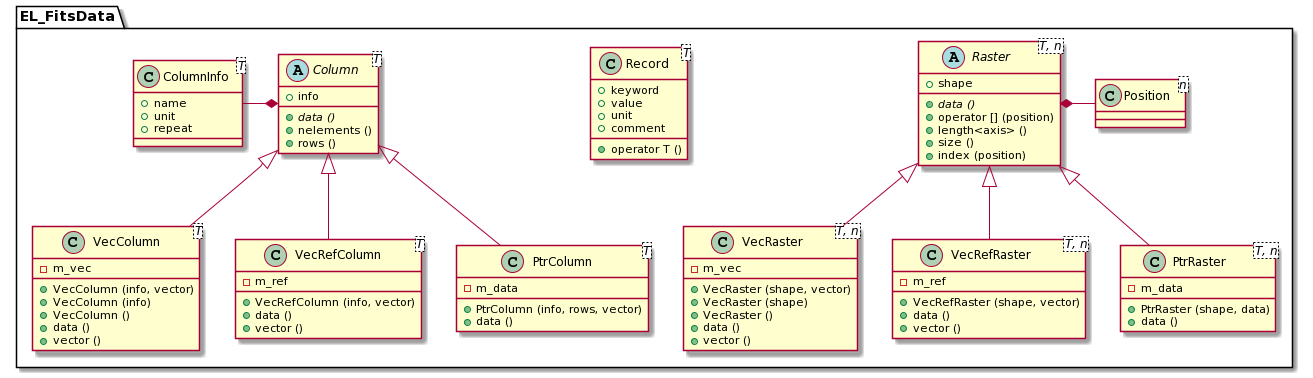 EL_FitsData
C ColumnInfo T
name
unit
repeat
A Column T
info
data ()
nelements ()
rows ()
C Record T
keyword
value
unit
comment
operator T ()
A Raster T, n
shape
data ()
operator [] (position)
length<axis> ()
size ()
index (position)
C Position n
C VecColumn T
m_vec
VecColumn (info, vector)
VecColumn (info)
VecColumn ()
data ()
vector ()
C VecRefColumn T
m_ref
VecRefColumn (info, vector)
data ()
vector ()
C PtrColumn T
m_data
PtrColumn (info, rows, vector)
data ()
C VecRaster T, n
m_vec
VecRaster (shape, vector)
VecRaster (shape)
VecRaster ()
data ()
vector ()
C VecRefRaster T, n
m_ref
VecRefRaster (shape, vector)
data ()
vector ()
C PtrRaster T, n
m_data
PtrRaster (shape, data)
data ()